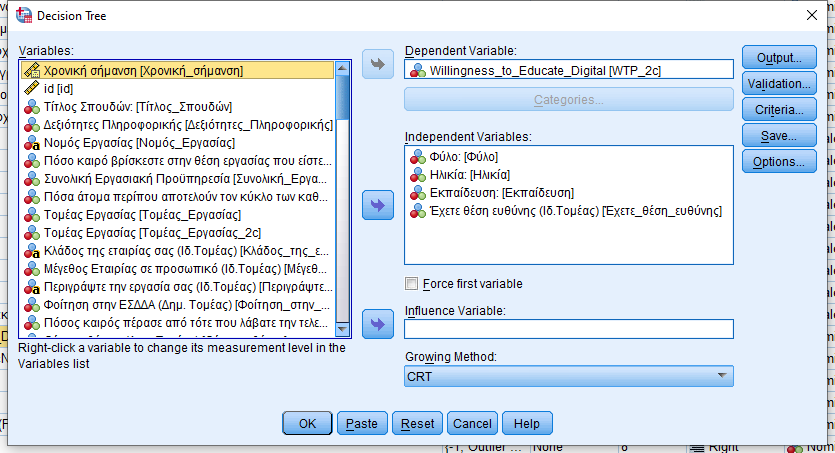 Decision Tree
Variables:
Χρονική σήμανση [Χρονική_σήμανση]
id [id]
Τίτλος Σπουδών: [Τίτλος_Σπουδών]
Δεξιότητες Πληροφορικής [Δεξιότητες_Πληροφορικής]
Νομός Εργασίας [Νομός_Εργασίας]
Πόσο καιρό βρίσκεστε στην θέση εργασίας που είστε...
Συνολική Εργασιακή Προϋπηρεσία [Συνολική_Εργα...
Πόσα άτομα περίπου αποτελούν τον κύκλο των καθ...
Τομέας Εργασίας [Τομέας_Εργασίας]
Τομέας Εργασίας [Τομέας_Εργασίας_2c]
Κλάδος της εταιρίας σας (Ιδ.Τομέας) [Κλάδος_της_ε...
Μέγεθος Εταιρίας σε προσωπικό (Ιδ.Τομέας) [Μέγεθ...
Περιγράψτε την εργασία σας (Ιδ.Τομέας) [Περιγράψτε...
Φοίτηση στην ΕΣΔΔΑ (Δημ. Τομέας) [Φοίτηση_στην_...
Πόσος καιρός πέρασε από τότε που λάβατε την τελε...
Right-click a variable to change its measurement level in the
Variables list
Dependent Variable:
Willingness_to_Educate_Digital [WTP_2c]
Categories...
Independent Variables:
Φύλο: [Φύλο]
Ηλικία: [Ηλικία]
Εκπαίδευση: [Εκπαίδευση]
Έχετε θέση ευθύνης (Ιδ.Τομέας) [Έχετε_θέση_ευθύνης]
Force first variable
Influence Variable:
Growing Method:
CRT
Output...
Validation...
Criteria...
Save...
Options...
OK Paste Reset Cancel Help
{-1, Outlier ... None 6 Right